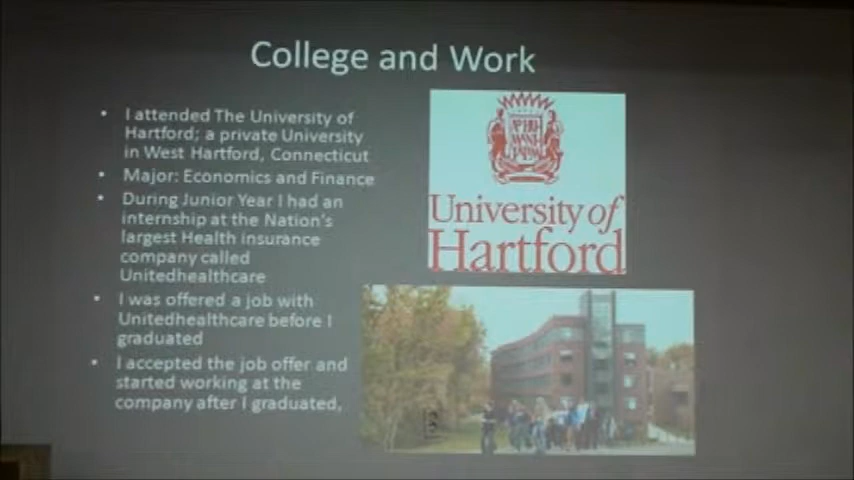 College and Work
• I attended The University of
Hartford; a private University
in West Hartford, Connecticut
• Major: Economics and Finance
• During Junior Year I had an
internship at the Nation's
largest Health insurance
company called
Unitedhealthcare
• I was offered a job with
Unitedhealthcare before I
graduated
• I accepted the job offer and
started working at the
company after I graduated,
University of
Hartford